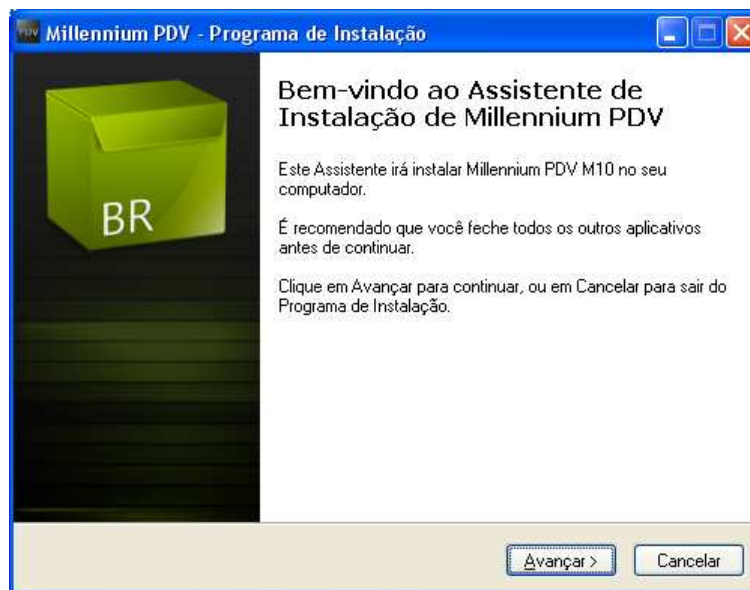 Millennium PDV - Programa de Instalação
Bem-vindo ao Assistente de
Instalação de Millennium PDV
Este Assistente irá instalar Millennium PDV M10 no seu
computador.
É recomendado que você feche todos os outros aplicativos
antes de continuar.
Clique em Avançar para continuar, ou em Cancelar para sair do
Programa de Instalação.
BR
Avançar >
Cancelar